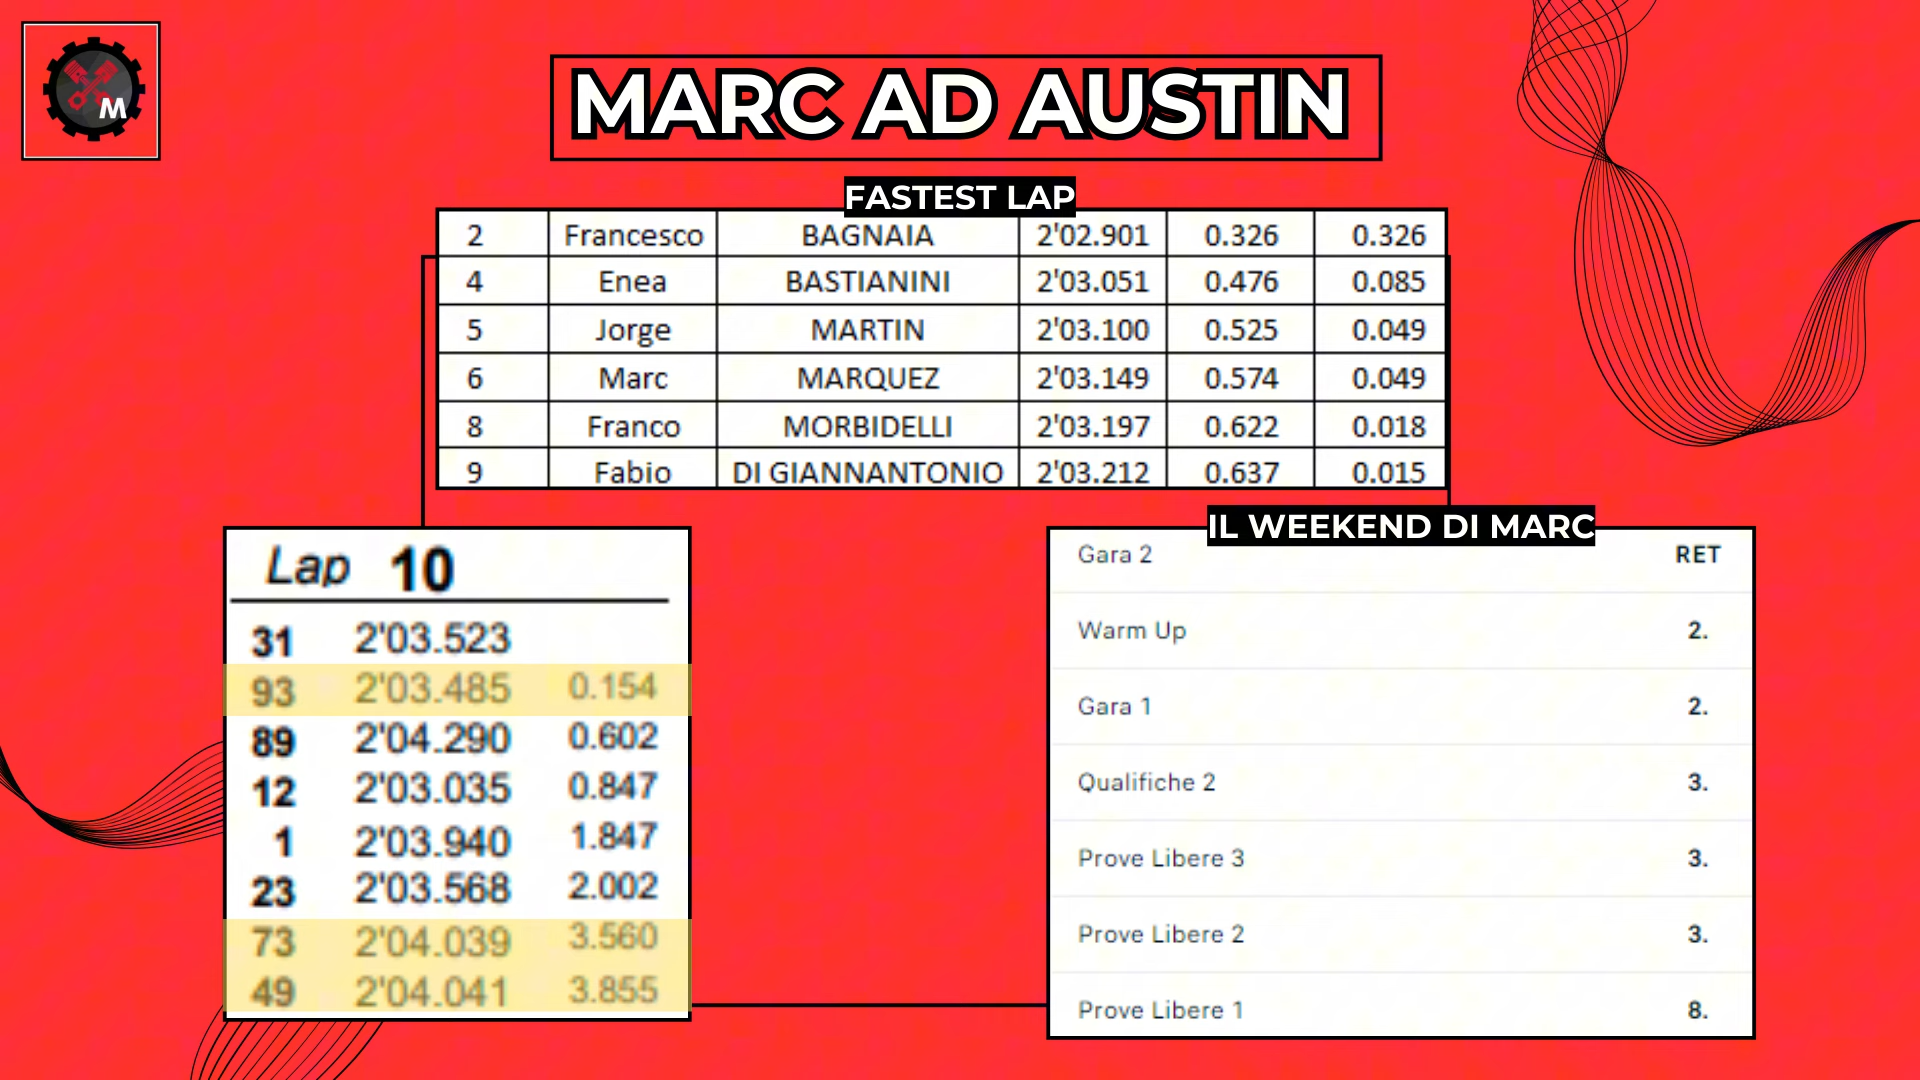 M
MARC AD AUSTIN
FASTEST LAP
2 Francesco BAGNAIA 2'02.901 0.326 0.326
4 Enea BASTIANINI 2'03.051 0.476 0.085
5 Jorge MARTIN 2'03.100 0.525 0.049
6 Marc MARQUEZ 2'03.149 0.574 0.049
8 Franco MORBIDELLI 2'03.197 0.622 0.018
9 Fabio DI GIANNANTONIO 2'03.212 0.637 0.015
Lap 10
31 2'03.523
93 2'03.485 0.154
89 2'04.290 0.602
12 2'03.035 0.847
1 2'03.940 1.847
23 2'03.568 2.002
73 2'04.039 3.560
49 2'04.041 3.855
IL WEEKEND DI MARC
Gara 2 RET
Warm Up 2.
Gara 1 2.
Qualifiche 2 3.
Prove Libere 3 3.
Prove Libere 2 3.
Prove Libere 1 8.